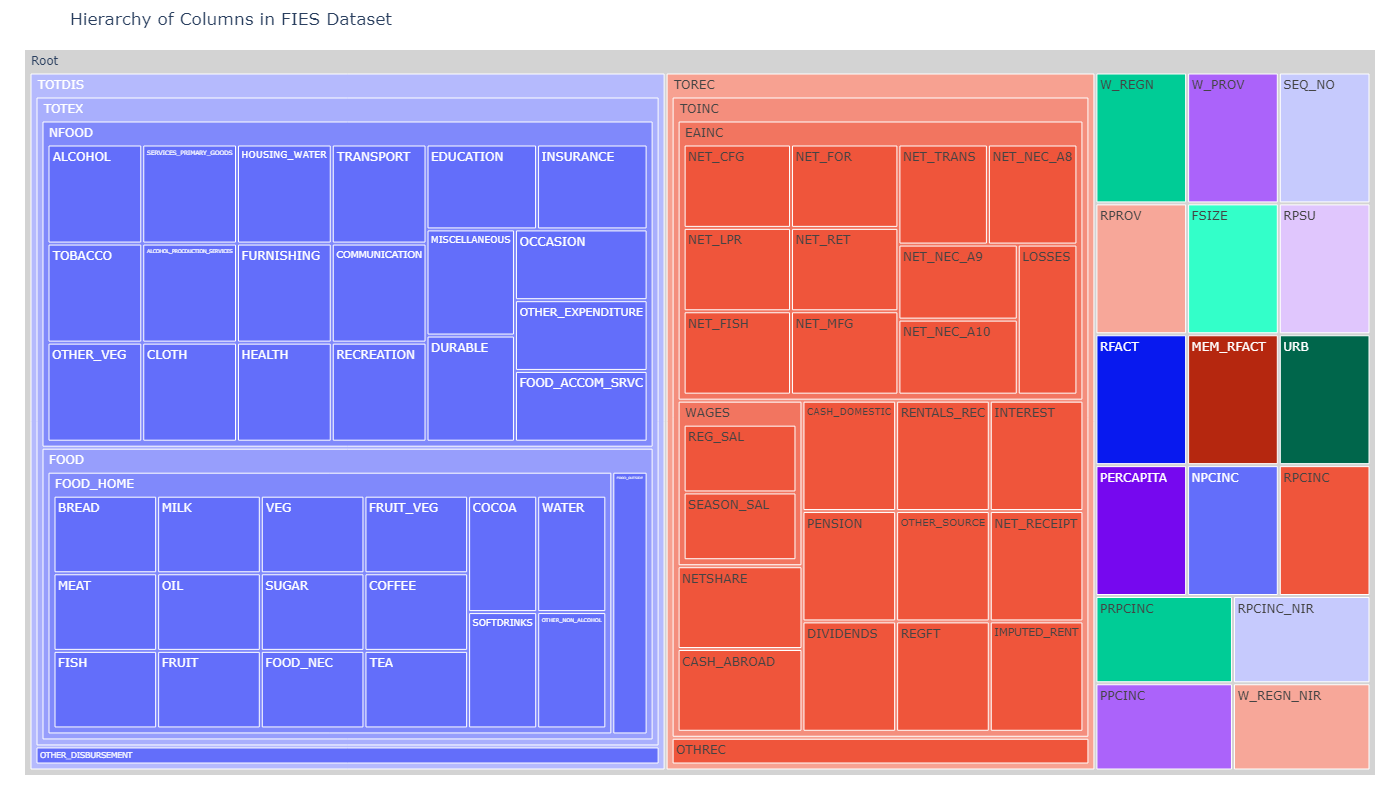 Hierarchy of Columns in FIES Dataset
Root
TOTDIS
TOTEX
NFOOD
ALCOHOL
SERVICES_PRIMARY_GOODS
HOUSING_WATER
TRANSPORT
EDUCATION
INSURANCE
TOBACCO
ALCOHOL_PROCDUCTION_SERVICES
FURNISHING
COMMUNICATION
MISCELLANEOUS
OCCASION
OTHER_EXPENDITURE
OTHER_VEG
CLOTH
HEALTH
RECREATION
DURABLE
FOOD_ACCOM_SRVC
FOOD
FOOD_HOME
BREAD
MILK
VEG
FRUIT_VEG
COCOA
WATER
MEAT
OIL
SUGAR
COFFEE
SOFTDRINKS
OTHER_NON_ALCOHOL
FISH
FRUIT
FOOD_NEC
TEA
OTHER_DISBURSEMENT
TOREC
TOINC
EAINC
NET_CFG
NET_FOR
NET_TRANS
NET_NEC_A8
NET_LPR
NET_RET
NET_NEC_A9
LOSSES
NET_FISH
NET_MFG
NET_NEC_A10
WAGES
REG_SAL
SEASON_SAL
NETSHARE
CASH_ABROAD
CASH_DOMESTIC
RENTALS_REC
INTEREST
PENSION
OTHER_SOURCE
NET_RECEIPT
DIVIDENDS
REGFT
IMPUTED_RENT
OTHREC
W_REGN
W_PROV
SEQ_NO
RPROV
FSIZE
RPSU
RFACT
MEM_RFACT
URB
PERCAPITA
NPCINC
RPCINC
PRPCINC
RPCINC_NIR
PPCINC
W_REGN_NIR